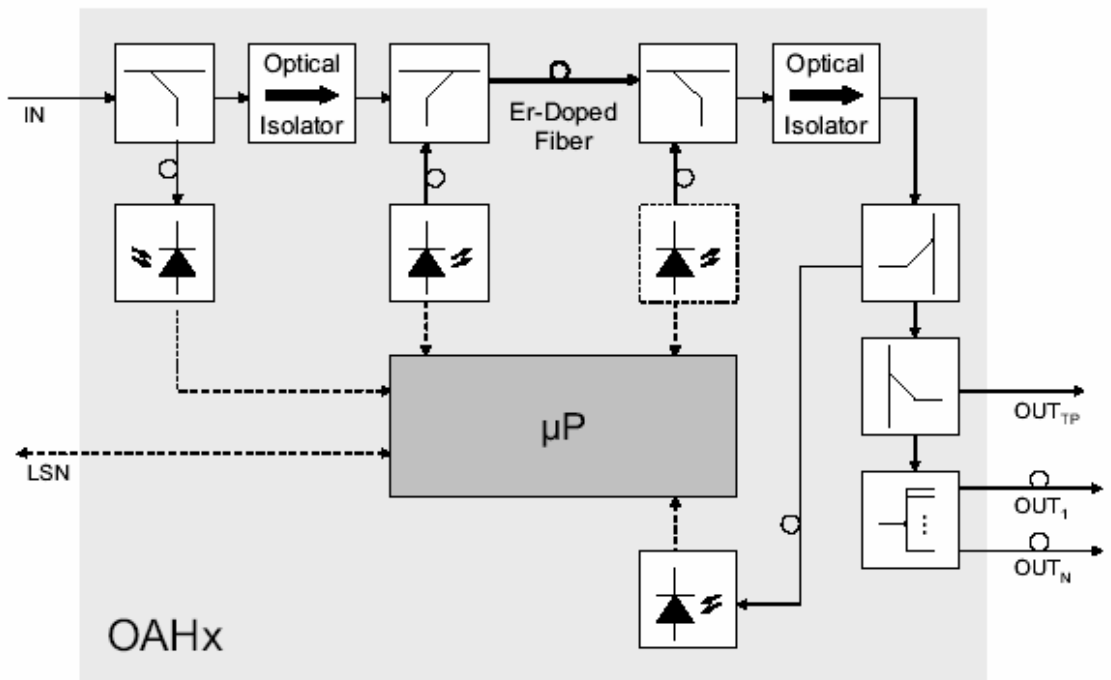 Optical
Isolator
Optical
Isolator
IN
Er-Doped
Fiber
µP
LSN
OUT_TP
OUT_1
OUT_N
OAHx